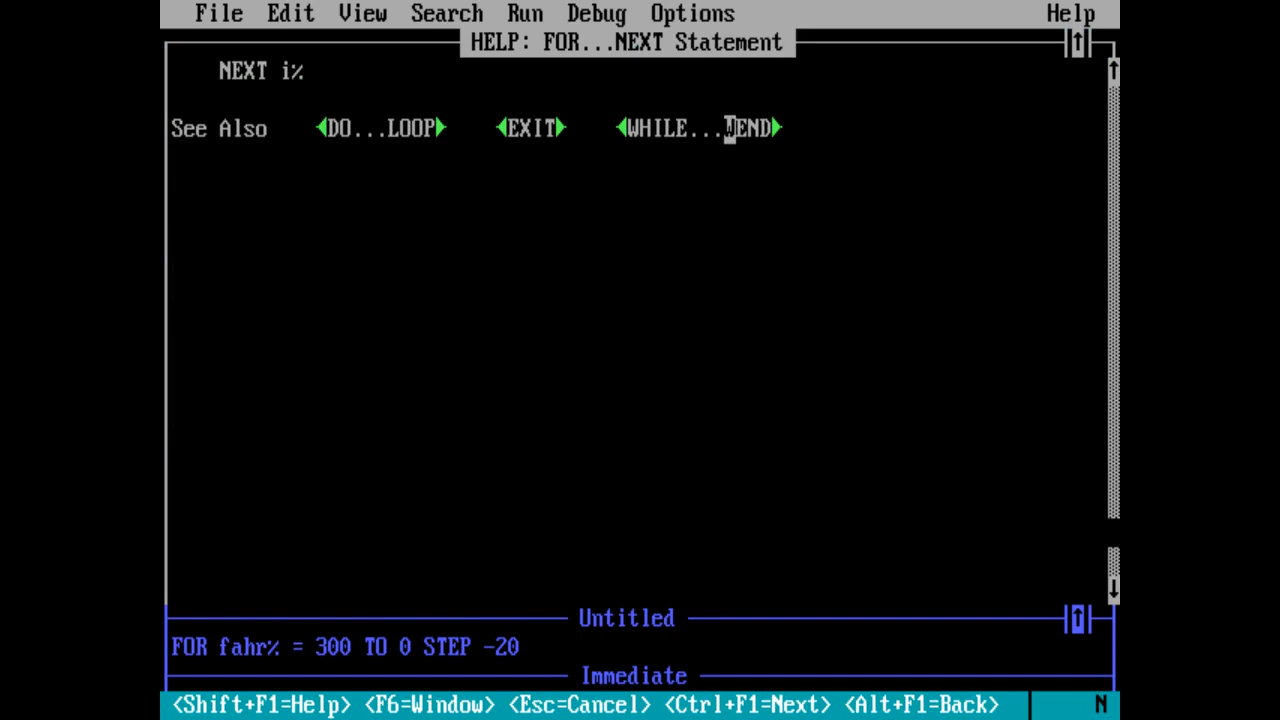 File Edit View Search Run Debug Options Help
HELP: FOR...NEXT Statement
NEXT i%
See Also ◄DO...LOOP► ◄EXIT► ◄WHILE...WEND►
Untitled
FOR fahr% = 300 TO 0 STEP -20
Immediate
<Shift+F1=Help> <F6=Window> <Esc=Cancel> <Ctrl+F1=Next> <Alt+F1=Back> N